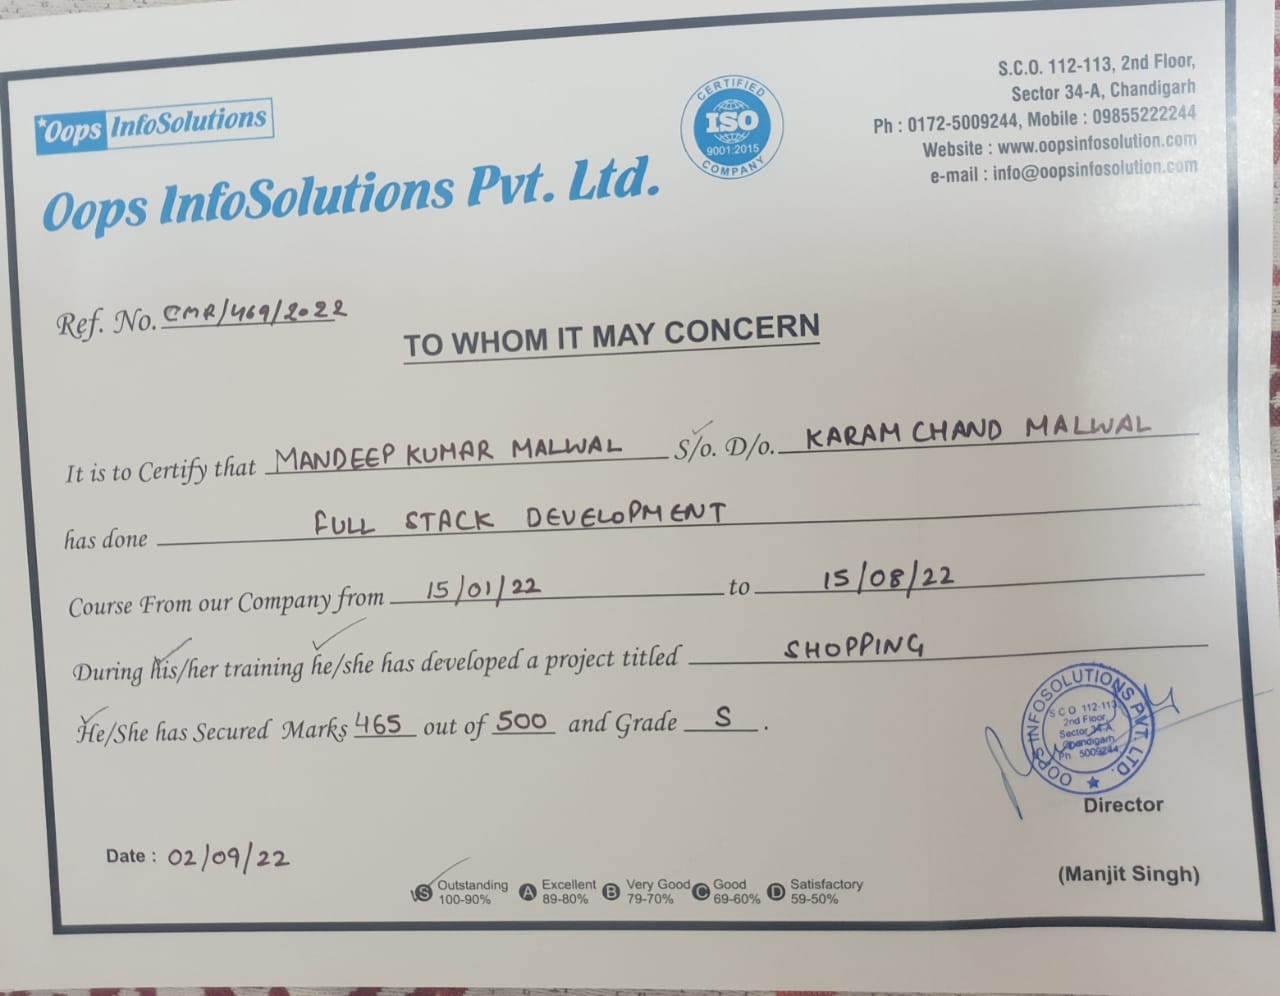 *Oops InfoSolutions
Oops InfoSolutions Pvt. Ltd.
CERTIFIED
ISO
9001:2015
COMPANY
S.C.O. 112-113, 2nd Floor,
Sector 34-A, Chandigarh
Ph : 0172-5009244, Mobile : 09855222244
Website : www.oopsinfosolution.com
e-mail : info@oopsinfosolution.com
Ref. No. CMR/469/2022
TO WHOM IT MAY CONCERN
It is to Certify that MANDEEP KUMAR MALWAL S/o. D/o. KARAM CHAND MALWAL
has done FULL STACK DEVELOPMENT
Course From our Company from 15/01/22 to 15/08/22
During his/her training he/she has developed a project titled SHOPPING
He/She has Secured Marks 465 out of 500 and Grade S .
OOPS INFOSOLUTIONS PVT. LTD.
S C O 112-113
2nd Floor,
Sector 34-A,
Chandigarh
Ph 5009244
Director
Date : 02/09/22
(Manjit Singh)
S Outstanding A Excellent B Very Good C Good D Satisfactory
100-90% 89-80% 79-70% 69-60% 59-50%